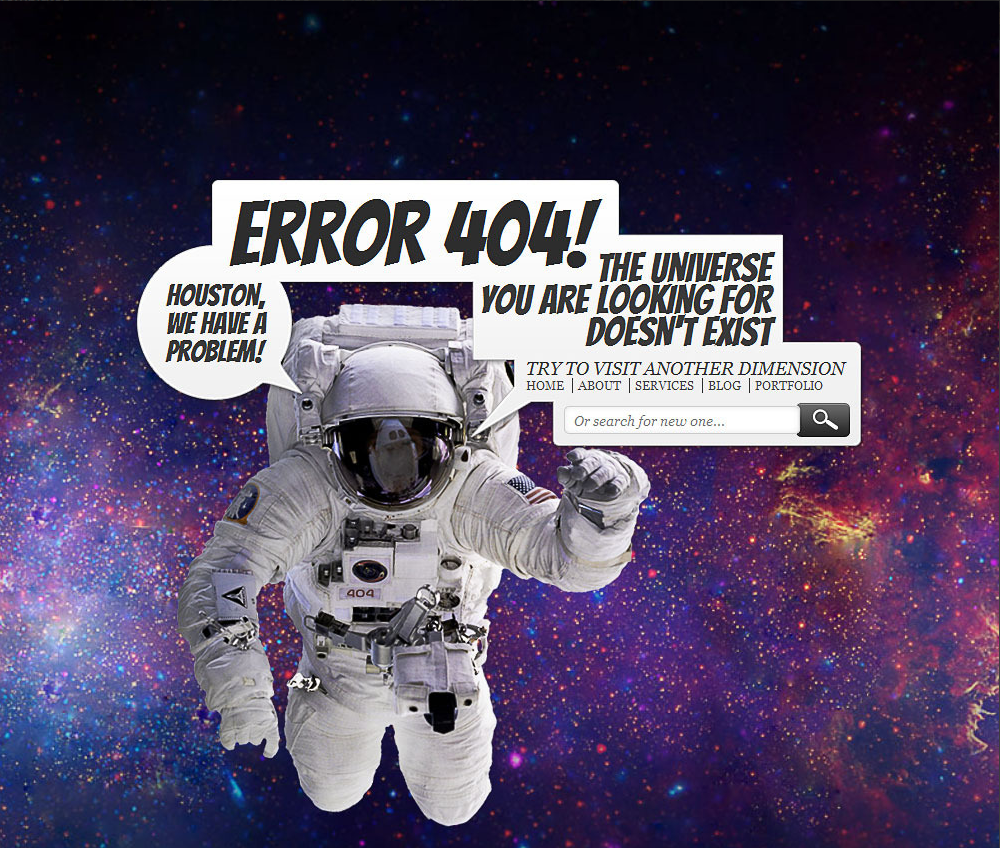 ERROR 404!
HOUSTON,
WE HAVE A
PROBLEM!
THE UNIVERSE
YOU ARE LOOKING FOR
DOESN'T EXIST
TRY TO VISIT ANOTHER DIMENSION
HOME | ABOUT | SERVICES | BLOG | PORTFOLIO
Or search for new one...
404